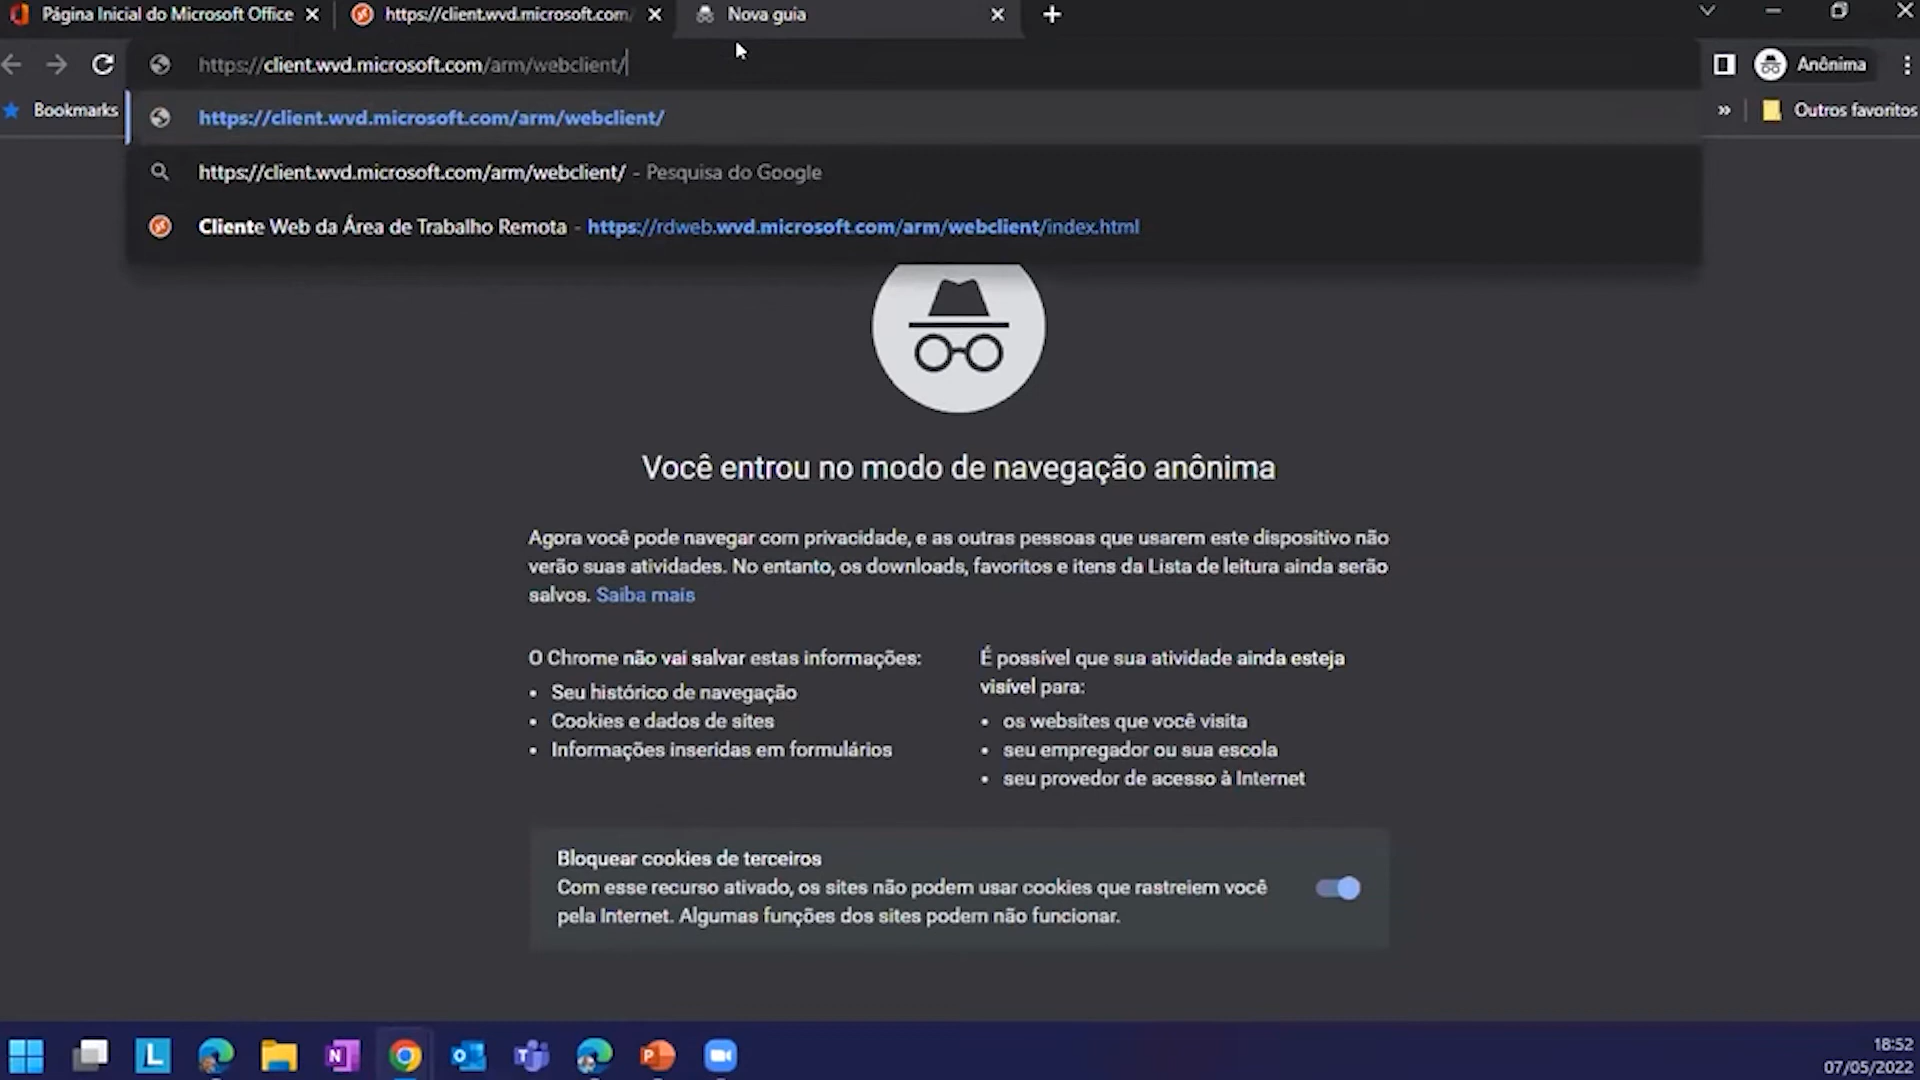 Página Inicial do Microsoft Office
https://client.wvd.microsoft.com/
Nova guia
https://client.wvd.microsoft.com/arm/webclient/
Anônima
Bookmarks
https://client.wvd.microsoft.com/arm/webclient/
Outros favoritos
https://client.wvd.microsoft.com/arm/webclient/ - Pesquisa do Google
Cliente Web da Área de Trabalho Remota - https://rdweb.wvd.microsoft.com/arm/webclient/index.html
Você entrou no modo de navegação anônima
Agora você pode navegar com privacidade, e as outras pessoas que usarem este dispositivo não
verão suas atividades. No entanto, os downloads, favoritos e itens da Lista de leitura ainda serão
salvos. Saiba mais
O Chrome não vai salvar estas informações:
• Seu histórico de navegação
• Cookies e dados de sites
• Informações inseridas em formulários
É possível que sua atividade ainda esteja
visível para:
• os websites que você visita
• seu empregador ou sua escola
• seu provedor de acesso à Internet
Bloquear cookies de terceiros
Com esse recurso ativado, os sites não podem usar cookies que rastreiem você
pela Internet. Algumas funções dos sites podem não funcionar.
18:52
07/05/2022